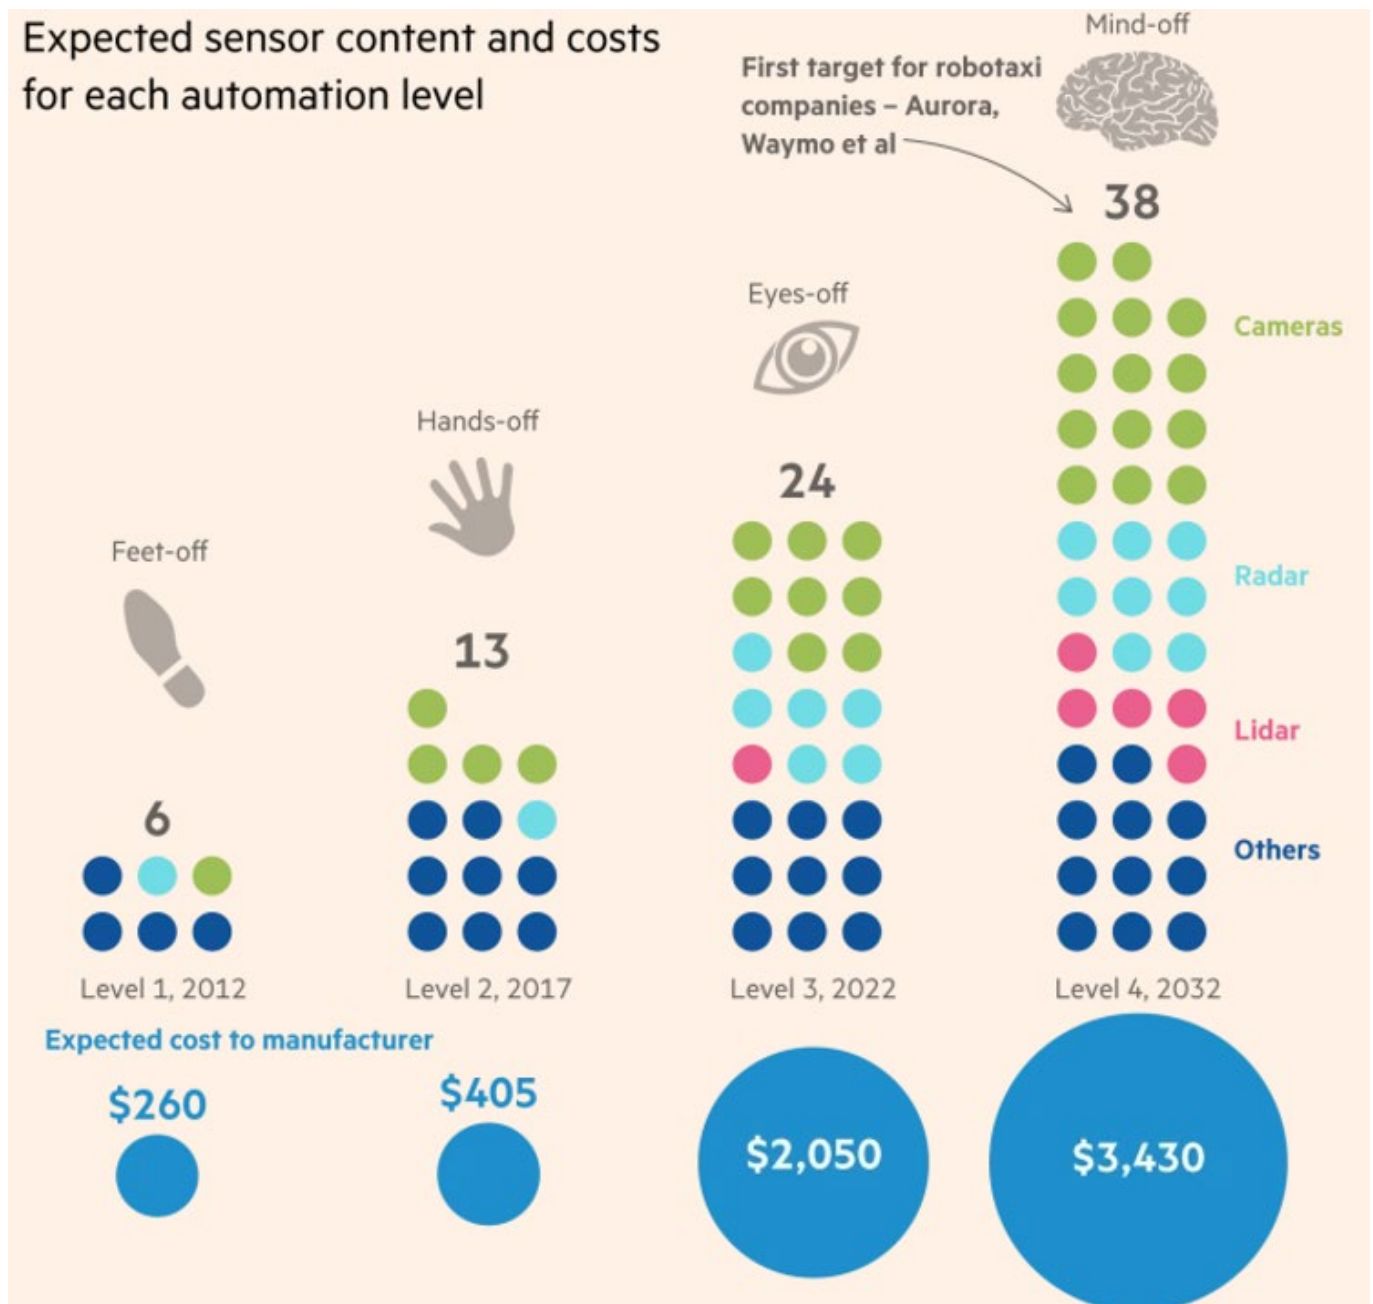 Expected sensor content and costs
for each automation level
Mind-off
First target for robotaxi
companies – Aurora,
Waymo et al
38
Cameras
Eyes-off
24
Hands-off
13
Feet-off
6
Radar
Lidar
Others
Level 1, 2012
Level 2, 2017
Level 3, 2022
Level 4, 2032
Expected cost to manufacturer
$260
$405
$2,050
$3,430